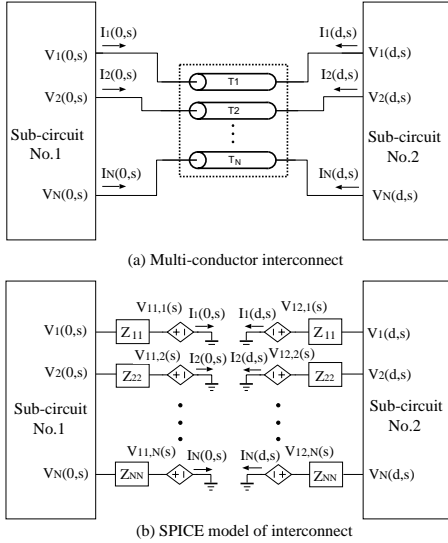 (a)
I1(0,s) I1(d,s)
V1(0,s) T1 V1(d,s)
I2(0,s) I2(d,s)
V2(0,s) T2 V2(d,s)
Sub-circuit No.1
Sub-circuit No.2
IN(0,s) TN IN(d,s)
VN(0,s) VN(d,s)
(a) Multi-conductor interconnect
V11,1(s) I1(0,s) I1(d,s) V12,1(s)
V1(0,s) Z11 Z11 V1(d,s)
V11,2(s) I2(0,s) I2(d,s) V12,2(s)
V2(0,s) Z22 Z22 V2(d,s)
Sub-circuit No.1
Sub-circuit No.2
V11,N(s) IN(0,s) IN(d,s) V12,N(s)
VN(0,s) ZNN ZNN VN(d,s)
(b) SPICE model of interconnect